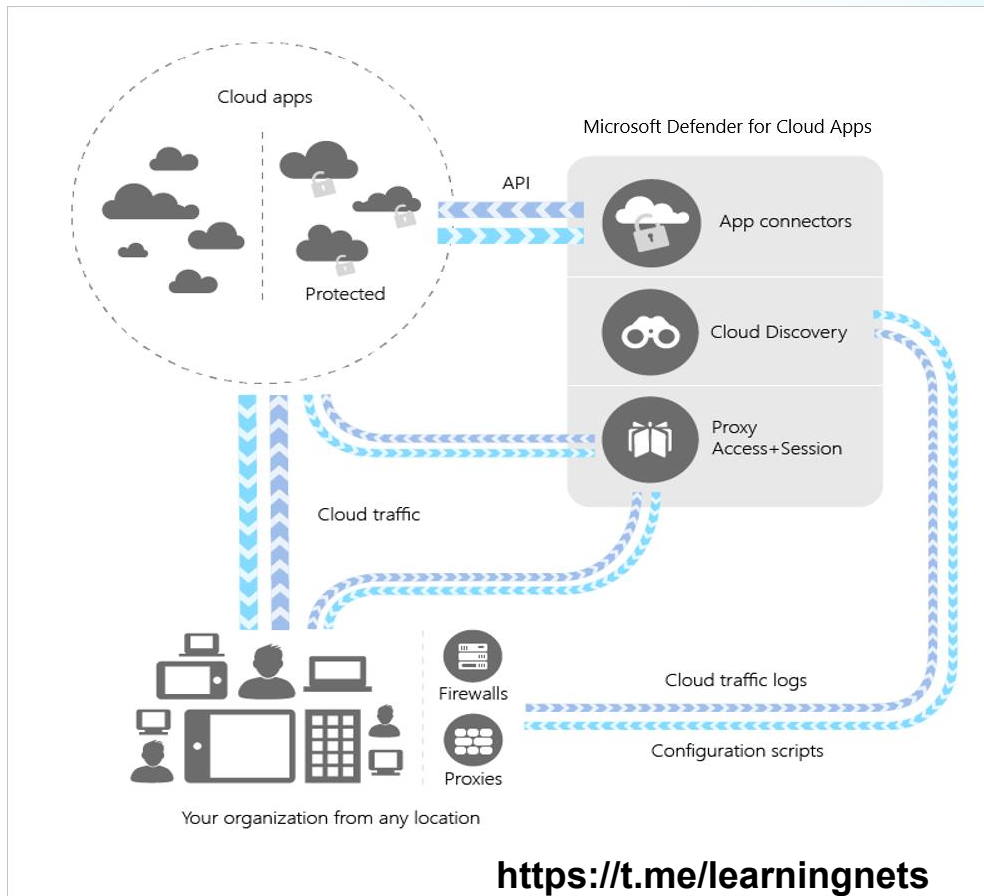 Cloud apps
Protected
API
Microsoft Defender for Cloud Apps
App connectors
Cloud Discovery
Proxy
Access+Session
Cloud traffic
Firewalls
Proxies
Cloud traffic logs
Configuration scripts
Your organization from any location
https://t.me/learningnets